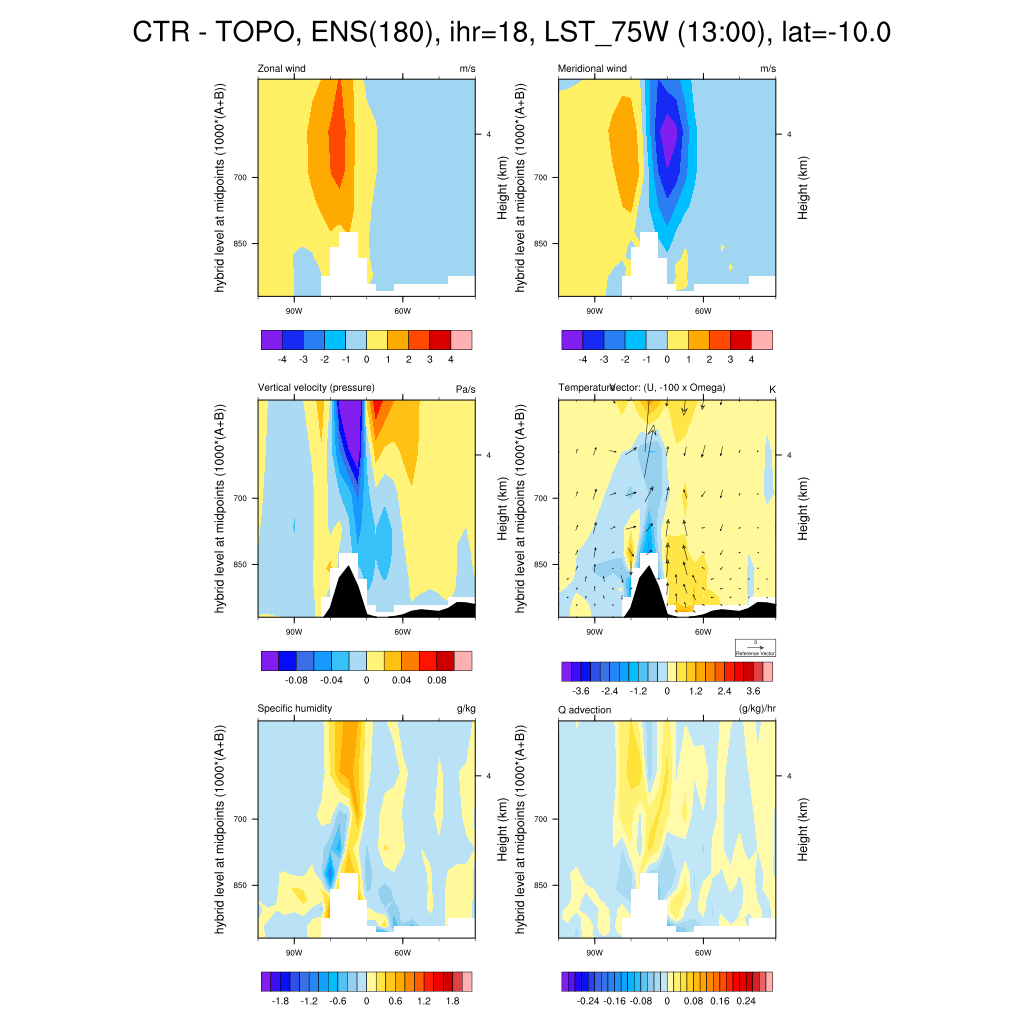 CTR - TOPO, ENS(180), ihr=18, LST_75W (13:00), lat=-10.0
Zonal wind m/s
hybrid level at midpoints (1000*(A+B))
700
850
4
Height (km)
90W 60W
-4 -3 -2 -1 0 1 2 3 4
Meridional wind m/s
hybrid level at midpoints (1000*(A+B))
700
850
4
Height (km)
90W 60W
-4 -3 -2 -1 0 1 2 3 4
Vertical velocity (pressure) Pa/s
hybrid level at midpoints (1000*(A+B))
700
850
4
Height (km)
90W 60W
-0.08 -0.04 0 0.04 0.08
Temperature Vector: (U, -100 x Omega) K
hybrid level at midpoints (1000*(A+B))
700
850
4
Height (km)
90W 60W
3
Reference Vector
-3.6 -2.4 -1.2 0 1.2 2.4 3.6
Specific humidity g/kg
hybrid level at midpoints (1000*(A+B))
700
850
4
Height (km)
90W 60W
-1.8 -1.2 -0.6 0 0.6 1.2 1.8
Q advection (g/kg)/hr
hybrid level at midpoints (1000*(A+B))
700
850
4
Height (km)
90W 60W
-0.24 -0.16 -0.08 0 0.08 0.16 0.24